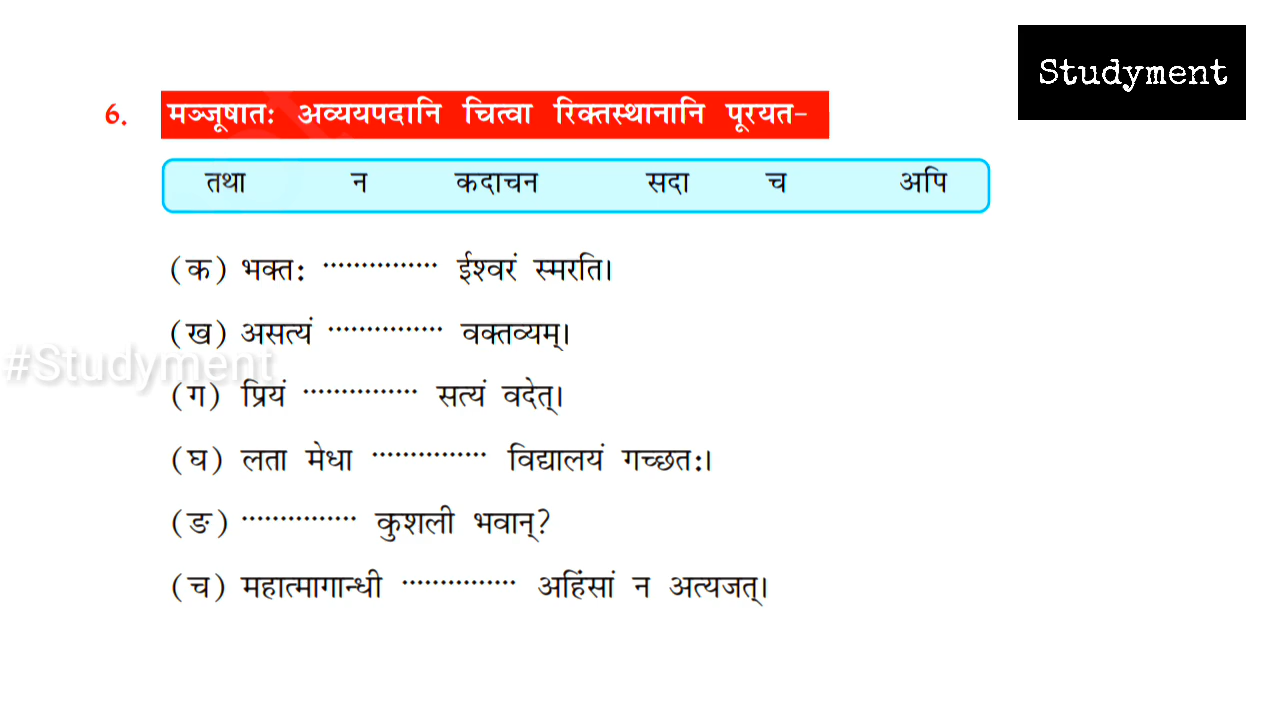 Studyment
6. मञ्जूषातः अव्ययपदानि चित्वा रिक्तस्थानानि पूरयत-
तथा न कदाचन सदा च अपि
(क) भक्तः ............... ईश्वरं स्मरति।
(ख) असत्यं ............... वक्तव्यम्।
#Studyment
(ग) प्रियं ............... सत्यं वदेत्।
(घ) लता मेधा ............... विद्यालयं गच्छतः।
(ङ) ............... कुशली भवान्?
(च) महात्मागान्धी ............... अहिंसां न अत्यजत्।